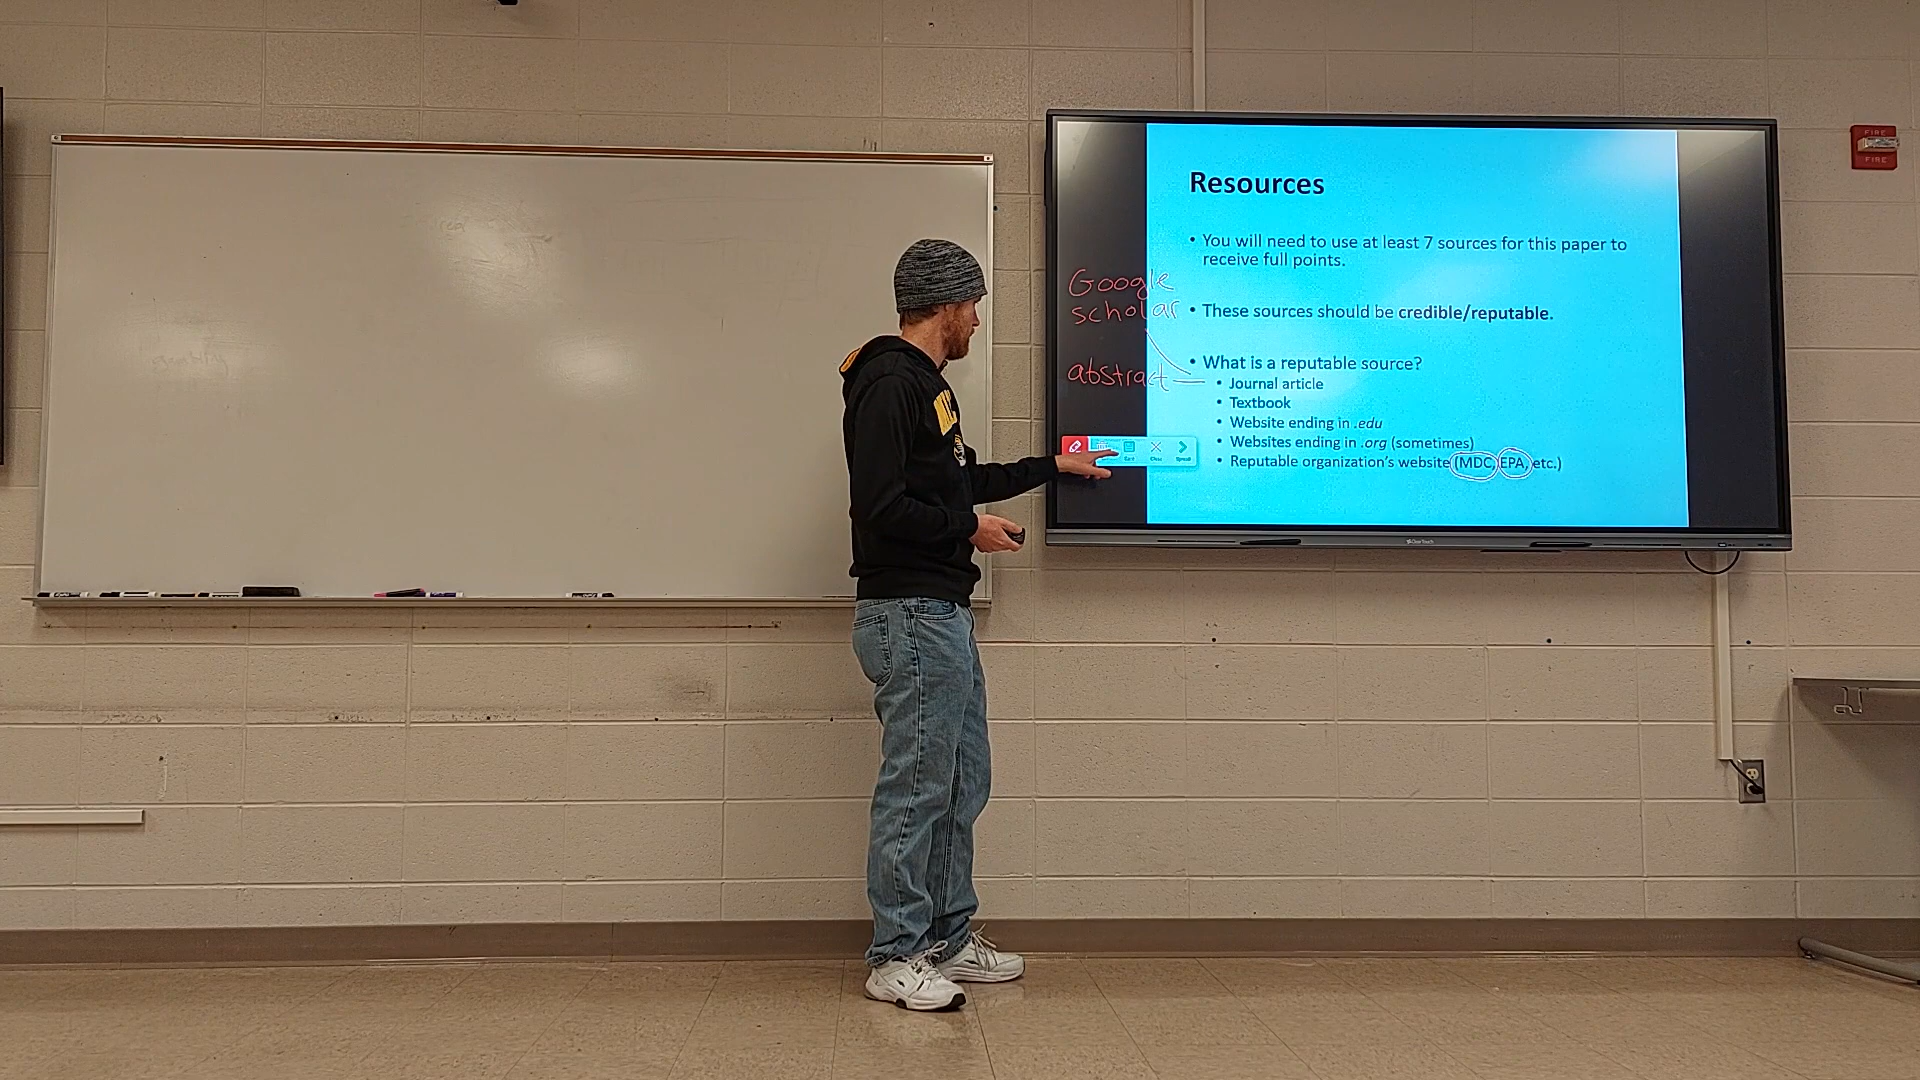 Resources
• You will need to use at least 7 sources for this paper to
receive full points.
Google
scholar
• These sources should be credible/reputable.
• What is a reputable source?
abstract
• Journal article
• Textbook
• Website ending in .edu
• Websites ending in .org (sometimes)
• Reputable organization's website (MDC, EPA, etc.)
FIRE
FIRE
ClearTouch